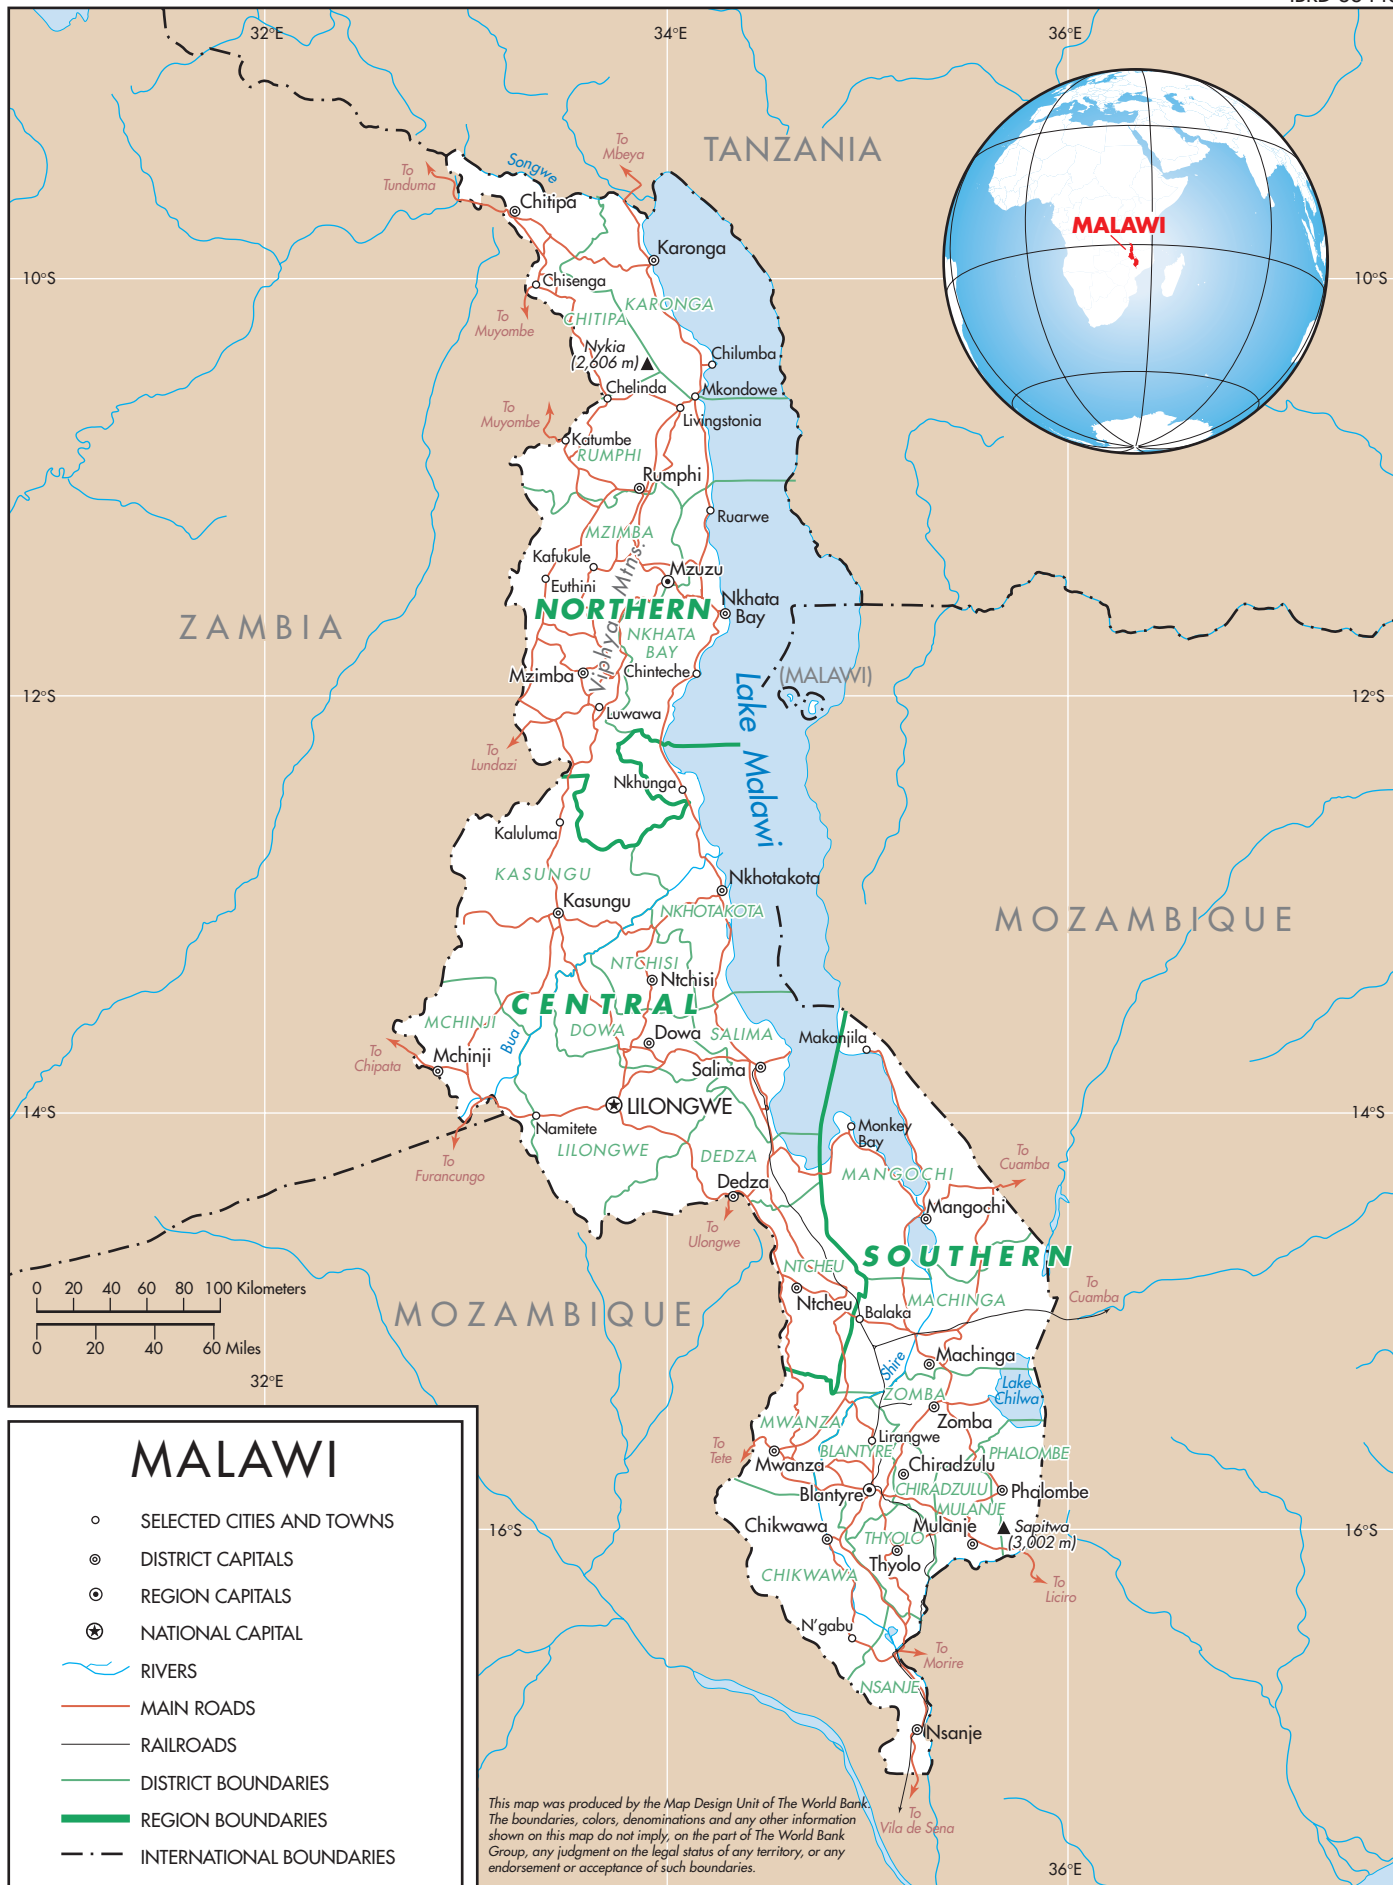 32°E
34°E
36°E
TANZANIA
To
Mbeya
To
Tunduma
Songwe
Chitipa
Karonga
MALAWI
10°S
10°S
Chisenga
KARONGA
CHITIPA
To
Muyombe
Nykia
(2,606 m)
Chilumba
Chelinda
Mkondowe
To
Muyombe
Livingstonia
Katumbe
RUMPHI
Rumphi
Ruarwe
MZIMBA
Kafukule
Mzuzu
Euthini
Viphya Mtns.
NORTHERN
Nkhata
Bay
ZAMBIA
NKHATA
BAY
Mzimba
Chinteche
(MALAWI)
12°S
12°S
Lake Malawi
Luwawa
To
Lundazi
Nkhunga
Kaluluma
KASUNGU
Nkhotakota
Kasungu
NKHOTAKOTA
MOZAMBIQUE
NTCHISI
Ntchisi
CENTRAL
MCHINJI
DOWA
Dowa
SALIMA
Makanjila
Bua
To
Chipata
Mchinji
Salima
LILONGWE
14°S
14°S
Namitete
Monkey
Bay
LILONGWE
DEDZA
MANGOCHI
To
Cuamba
To
Furancungo
Dedza
Mangochi
To
Ulongwe
SOUTHERN
NTCHEU
0 20 40 60 80 100 Kilometers
0 20 40 60 Miles
MOZAMBIQUE
Ntcheu
Balaka
MACHINGA
To
Cuamba
Machinga
Shire
32°E
Lake
Chilwa
ZOMBA
Zomba
MWANZA
To
Tete
Lirangwe
BLANTYRE
PHALOMBE
Mwanza
Chiradzulu
Blantyre
CHIRADZULU
Phalombe
MULANJE
16°S
16°S
Chikwawa
Mulanje
Sapitwa
(3,002 m)
THYOLO
Thyolo
CHIKWAWA
To
Liciro
N'gabu
To
Morire
NSANJE
Nsanje
To
Vila de Sena
36°E
MALAWI
SELECTED CITIES AND TOWNS
DISTRICT CAPITALS
REGION CAPITALS
NATIONAL CAPITAL
RIVERS
MAIN ROADS
RAILROADS
DISTRICT BOUNDARIES
REGION BOUNDARIES
INTERNATIONAL BOUNDARIES
This map was produced by the Map Design Unit of The World Bank.
The boundaries, colors, denominations and any other information
shown on this map do not imply, on the part of The World Bank
Group, any judgment on the legal status of any territory, or any
endorsement or acceptance of such boundaries.